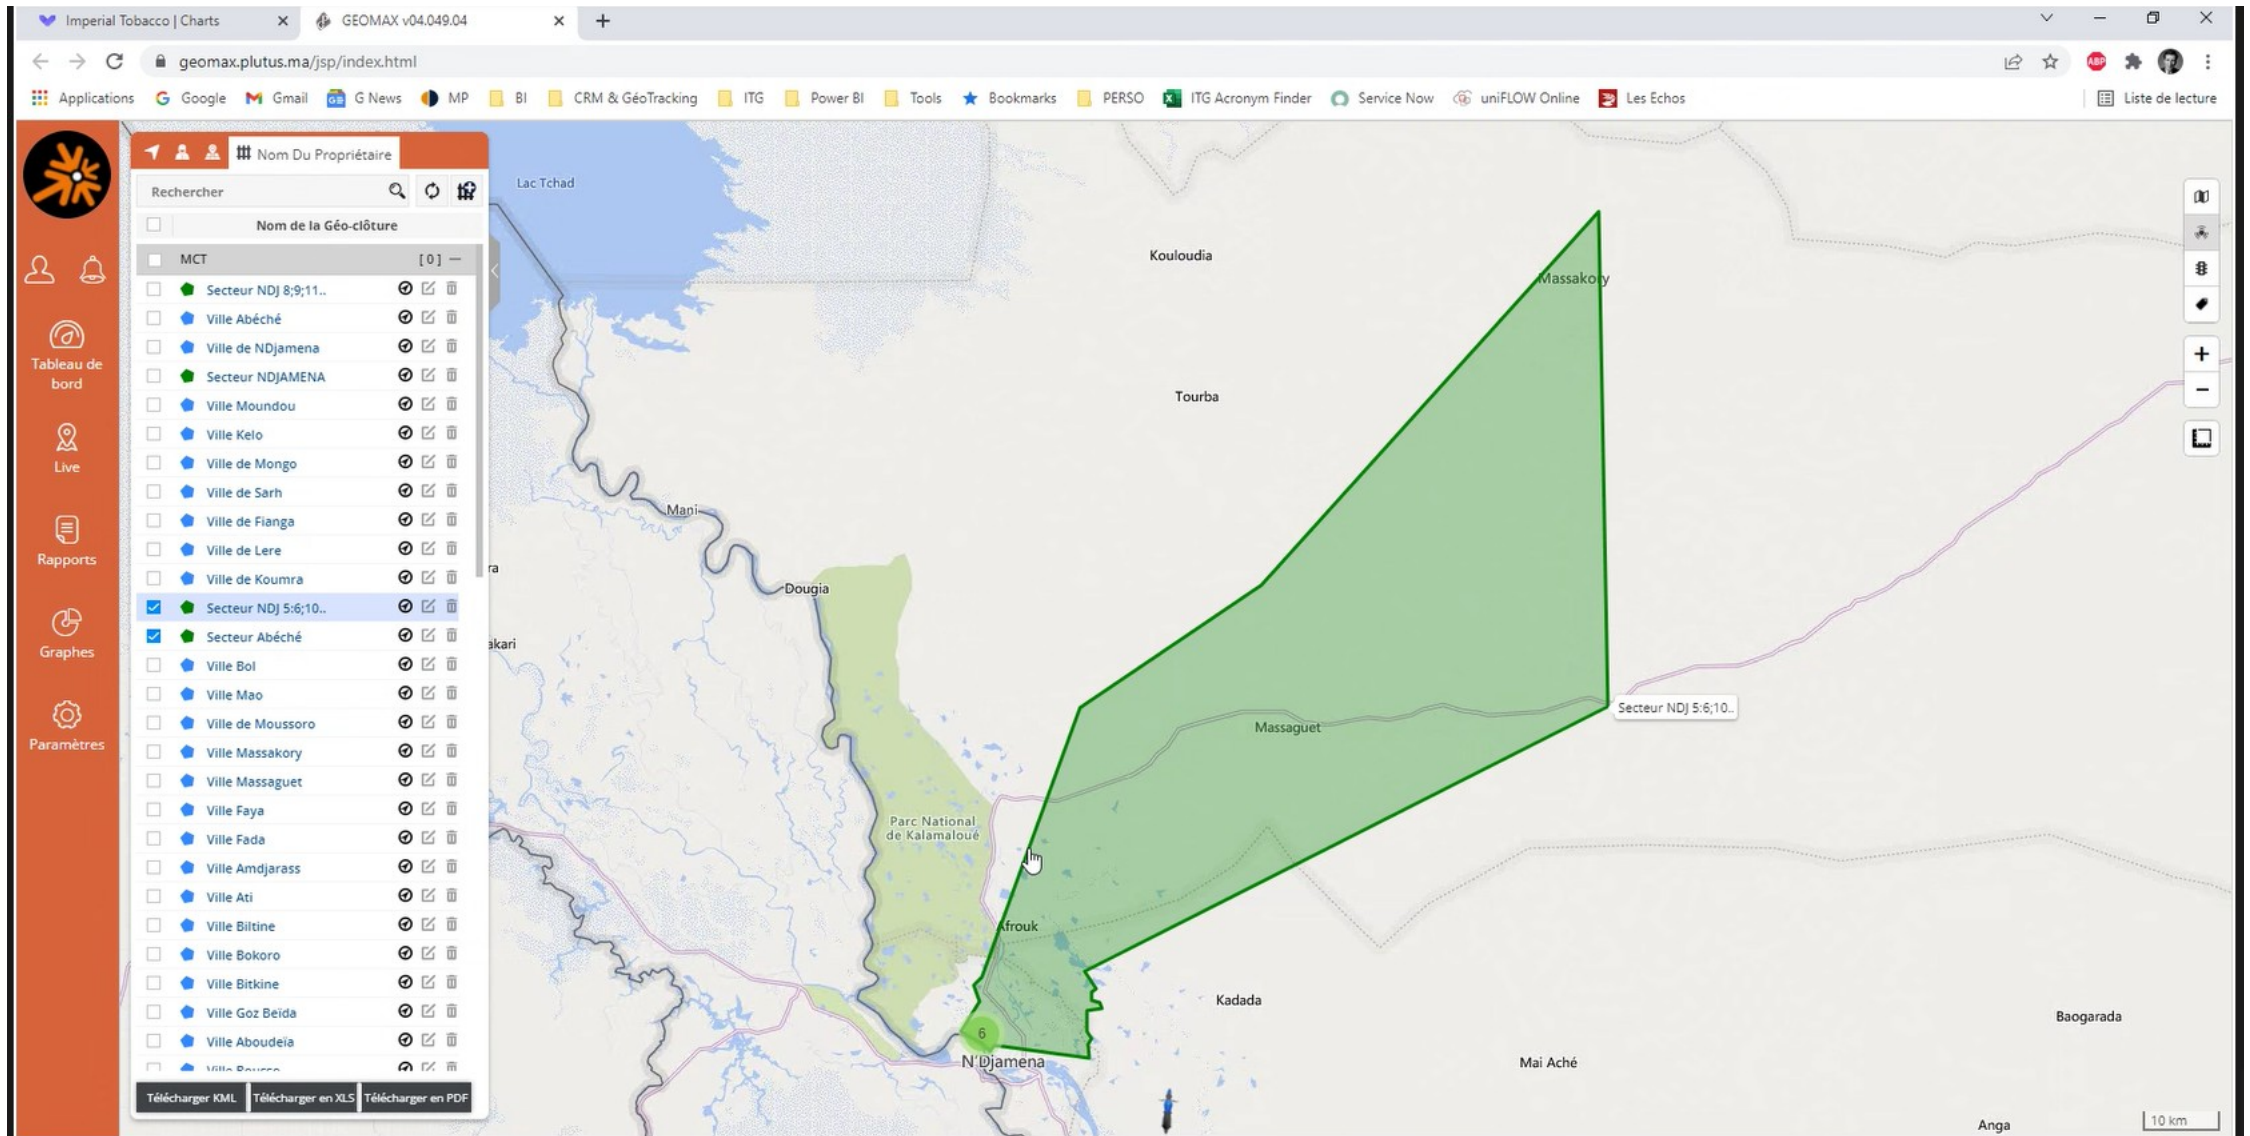 Imperial Tobacco | Charts
GEOMAX v04.049.04
geomax.plutus.ma/jsp/index.html
ABP
Applications
Google
Gmail
G News
MP
BI
CRM & GéoTracking
ITG
Power BI
Tools
Bookmarks
PERSO
ITG Acronym Finder
Service Now
uniFLOW Online
Les Echos
Liste de lecture
Tableau de
bord
Live
Rapports
Graphes
Paramètres
Nom Du Propriétaire
Rechercher
Nom de la Géo-clôture
MCT [ 0 ]
Secteur NDJ 8;9;11..
Ville Abéché
Ville de NDjamena
Secteur NDJAMENA
Ville Moundou
Ville Kelo
Ville de Mongo
Ville de Sarh
Ville de Fianga
Ville de Lere
Ville de Koumra
Secteur NDJ 5:6;10..
Secteur Abéché
Ville Bol
Ville Mao
Ville de Moussoro
Ville Massakory
Ville Massaguet
Ville Faya
Ville Fada
Ville Amdjarass
Ville Ati
Ville Biltine
Ville Bokoro
Ville Bitkine
Ville Goz Beïda
Ville Aboudeïa
Télécharger KML
Télécharger en XLS
Télécharger en PDF
Lac Tchad
Kouloudia
Massakory
Tourba
Mani
Dougia
ra
akari
Secteur NDJ 5:6;10..
Massaguet
Parc National
de Kalamaloué
Afrouk
Kadada
6
N'Djamena
Baogarada
Mai Aché
Anga
10 km